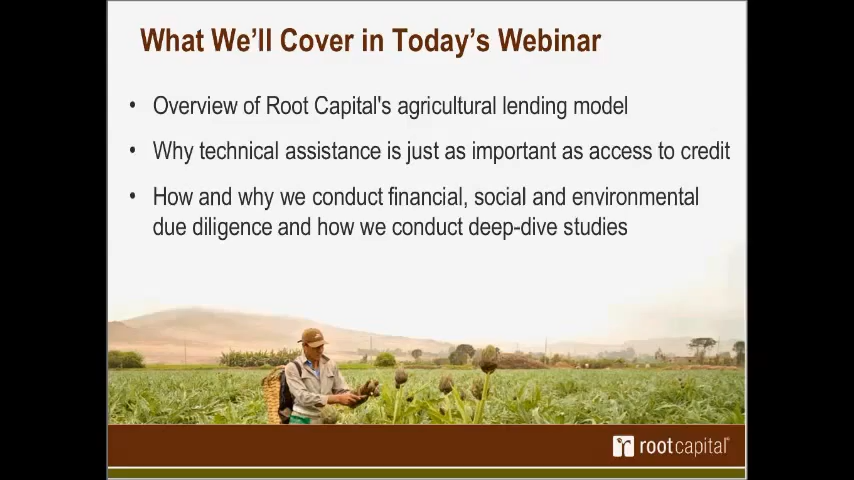 What We’ll Cover in Today’s Webinar
• Overview of Root Capital's agricultural lending model
• Why technical assistance is just as important as access to credit
• How and why we conduct financial, social and environmental
due diligence and how we conduct deep-dive studies
rootcapital®